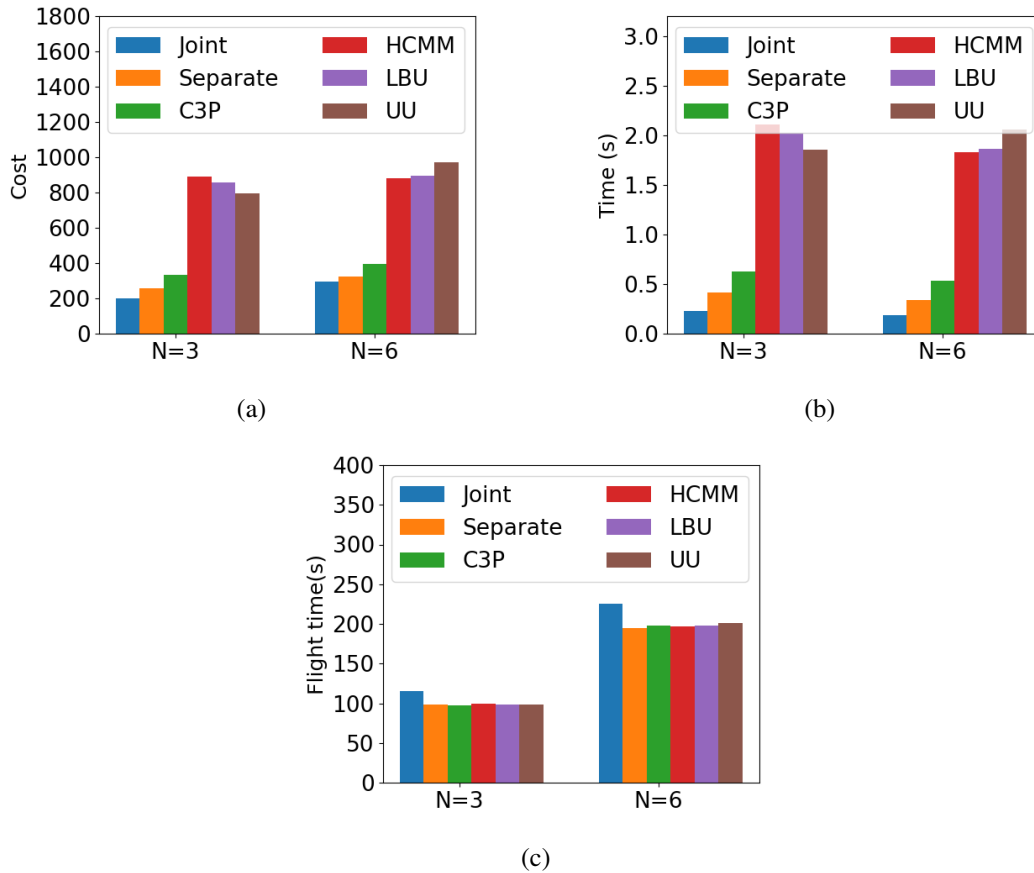 Cost
1800
1600
1400
1200
1000
800
600
400
200
0
Joint HCMM
Separate LBU
C3P UU
N=3 N=6
(a)
Time (s)
3.0
2.5
2.0
1.5
1.0
0.5
0.0
Joint HCMM
Separate LBU
C3P UU
N=3 N=6
(b)
Flight time(s)
400
350
300
250
200
150
100
50
0
Joint HCMM
Separate LBU
C3P UU
N=3 N=6
(c)